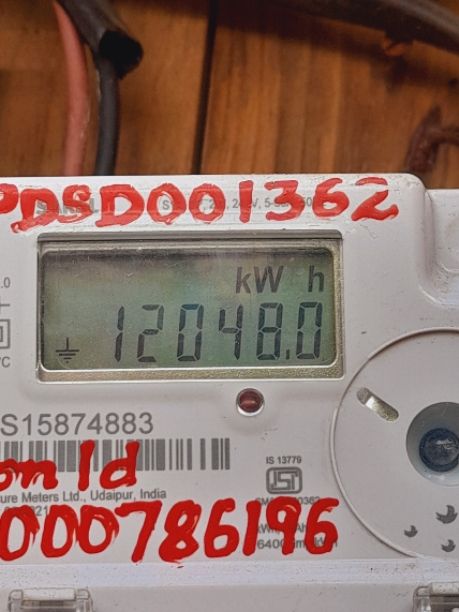 PDSD001362
kW h
12048.0
S15874883
on Id
ure Meters Ltd., Udaipur, India
IS 13779
000786196